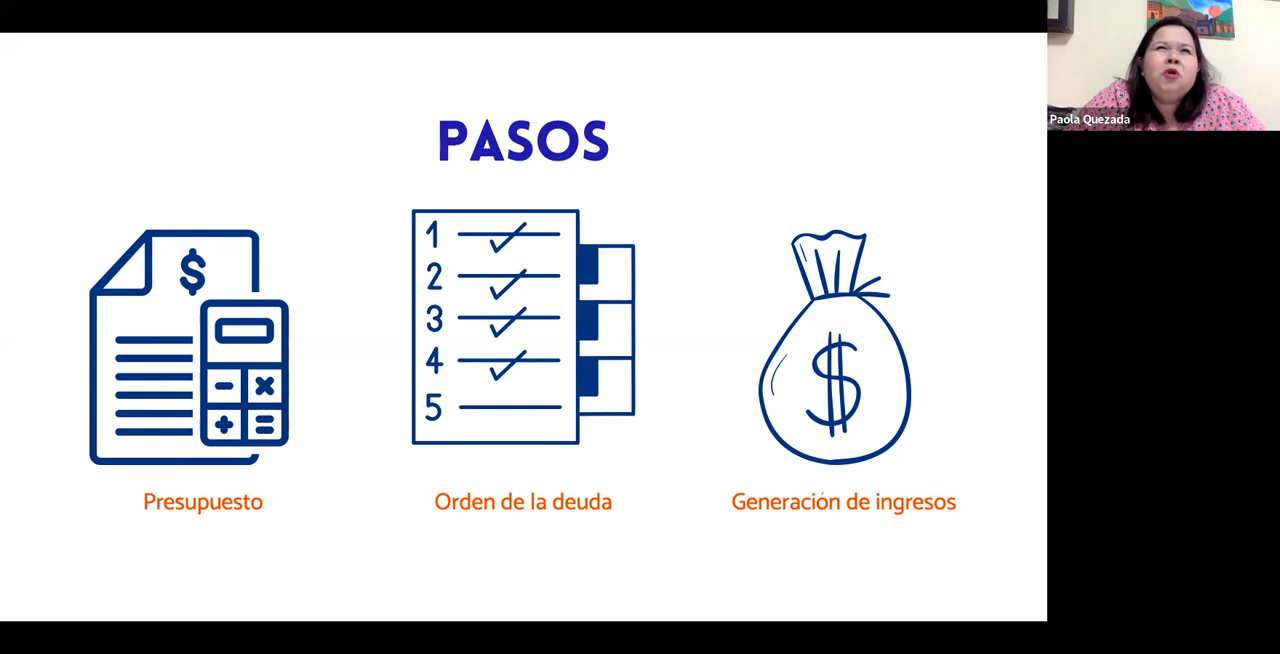 PASOS
$
1
2
3
4
5
$
Presupuesto
Orden de la deuda
Generación de ingresos
Paola Quezada